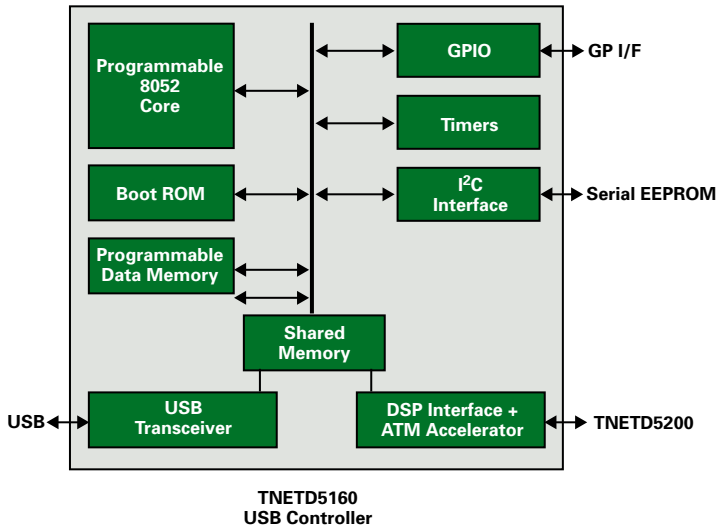 Programmable
8052
Core
GPIO
GP I/F
Timers
Boot ROM
I²C
Interface
Serial EEPROM
Programmable
Data Memory
Shared
Memory
USB
USB
Transceiver
DSP Interface +
ATM Accelerator
TNETD5200
TNETD5160
USB Controller